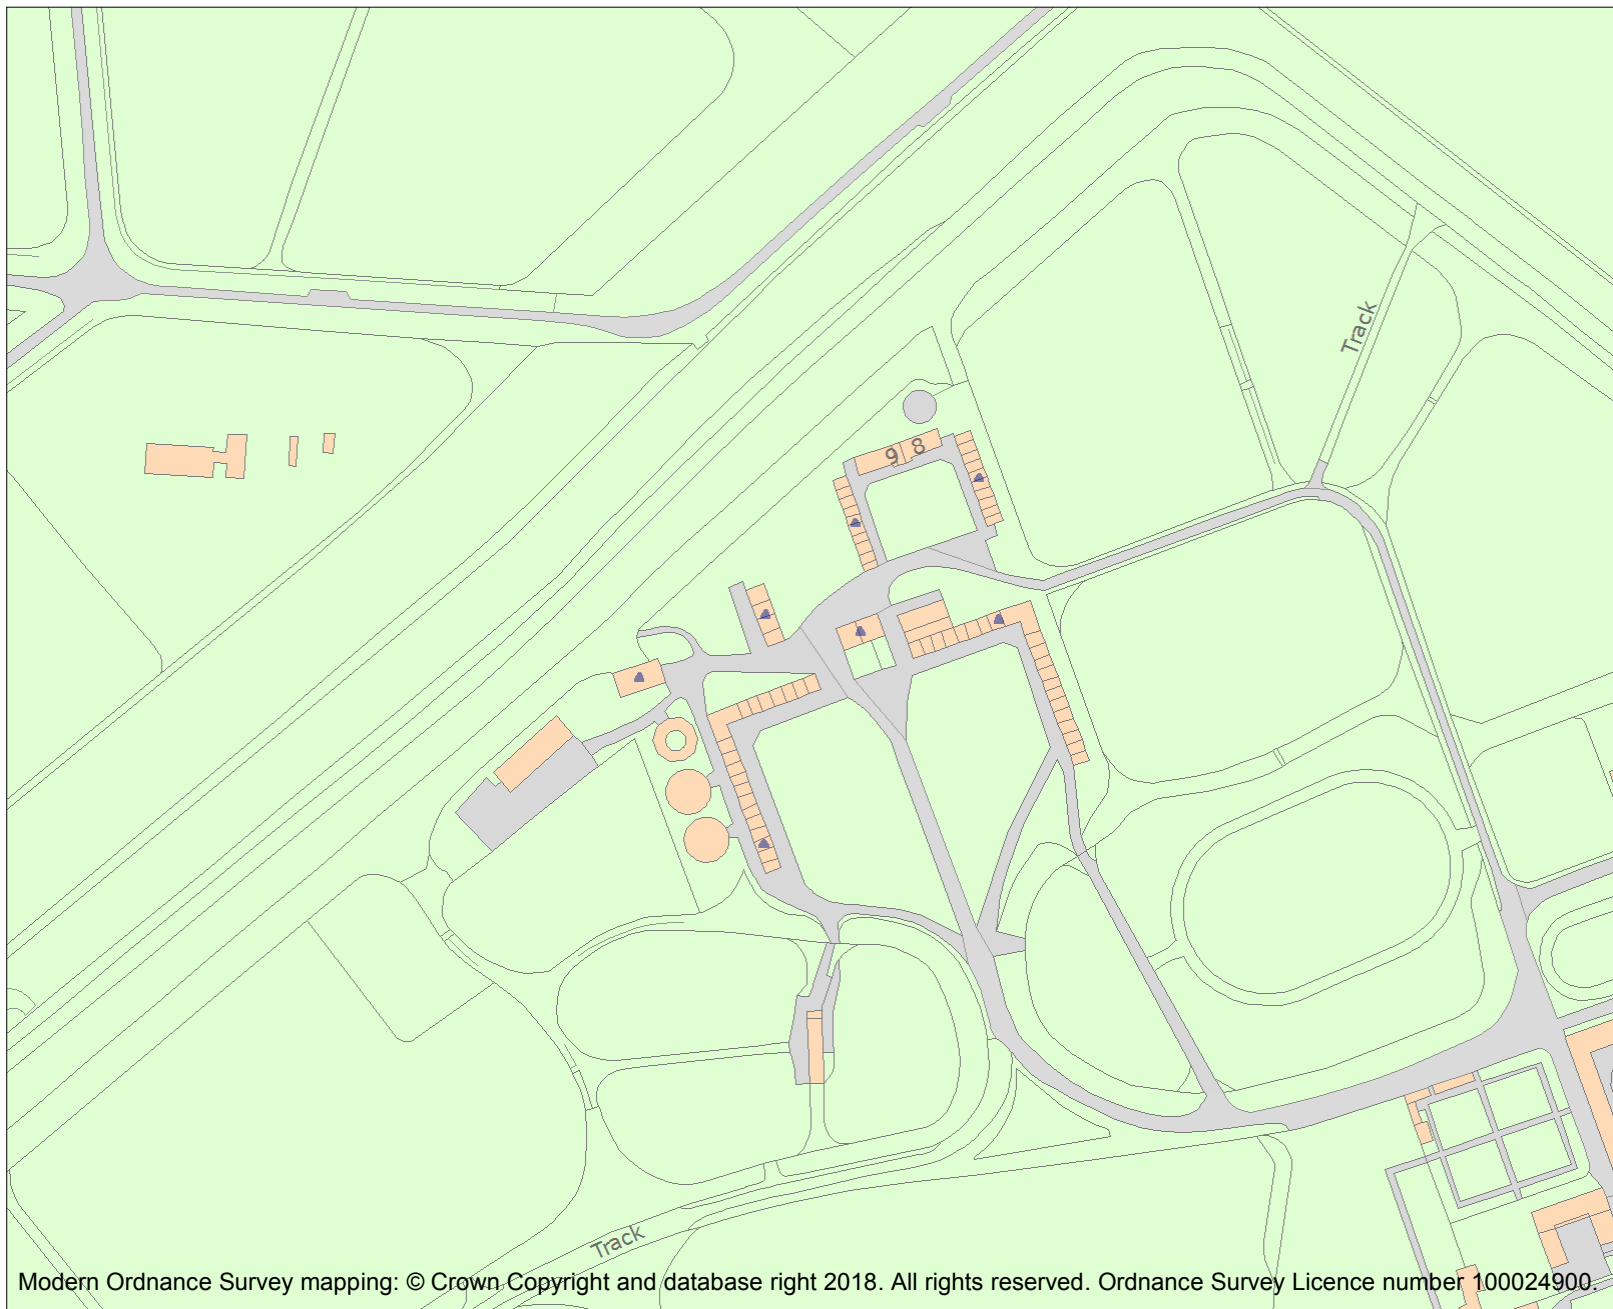 Track
9 8
Track
Modern Ordnance Survey mapping: © Crown Copyright and database right 2018. All rights reserved. Ordnance Survey Licence number 100024900.